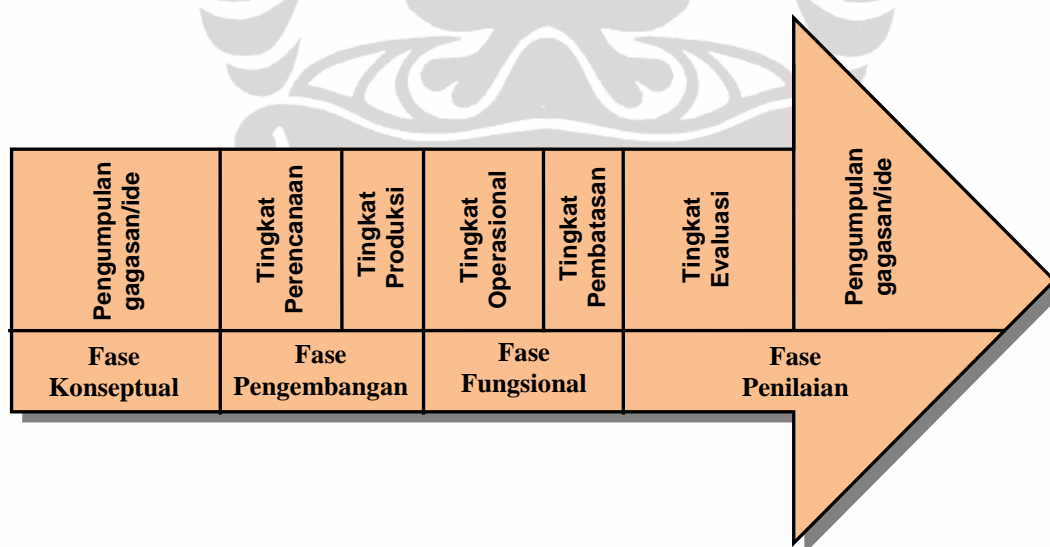 Pengumpulan
gagasan/ide
Tingkat
Perencanaan
Tingkat
Produksi
Tingkat
Operasional
Tingkat
Pembatasan
Tingkat
Evaluasi
Pengumpulan
gagasan/ide
Fase
Konseptual
Fase
Pengembangan
Fase
Fungsional
Fase
Penilaian